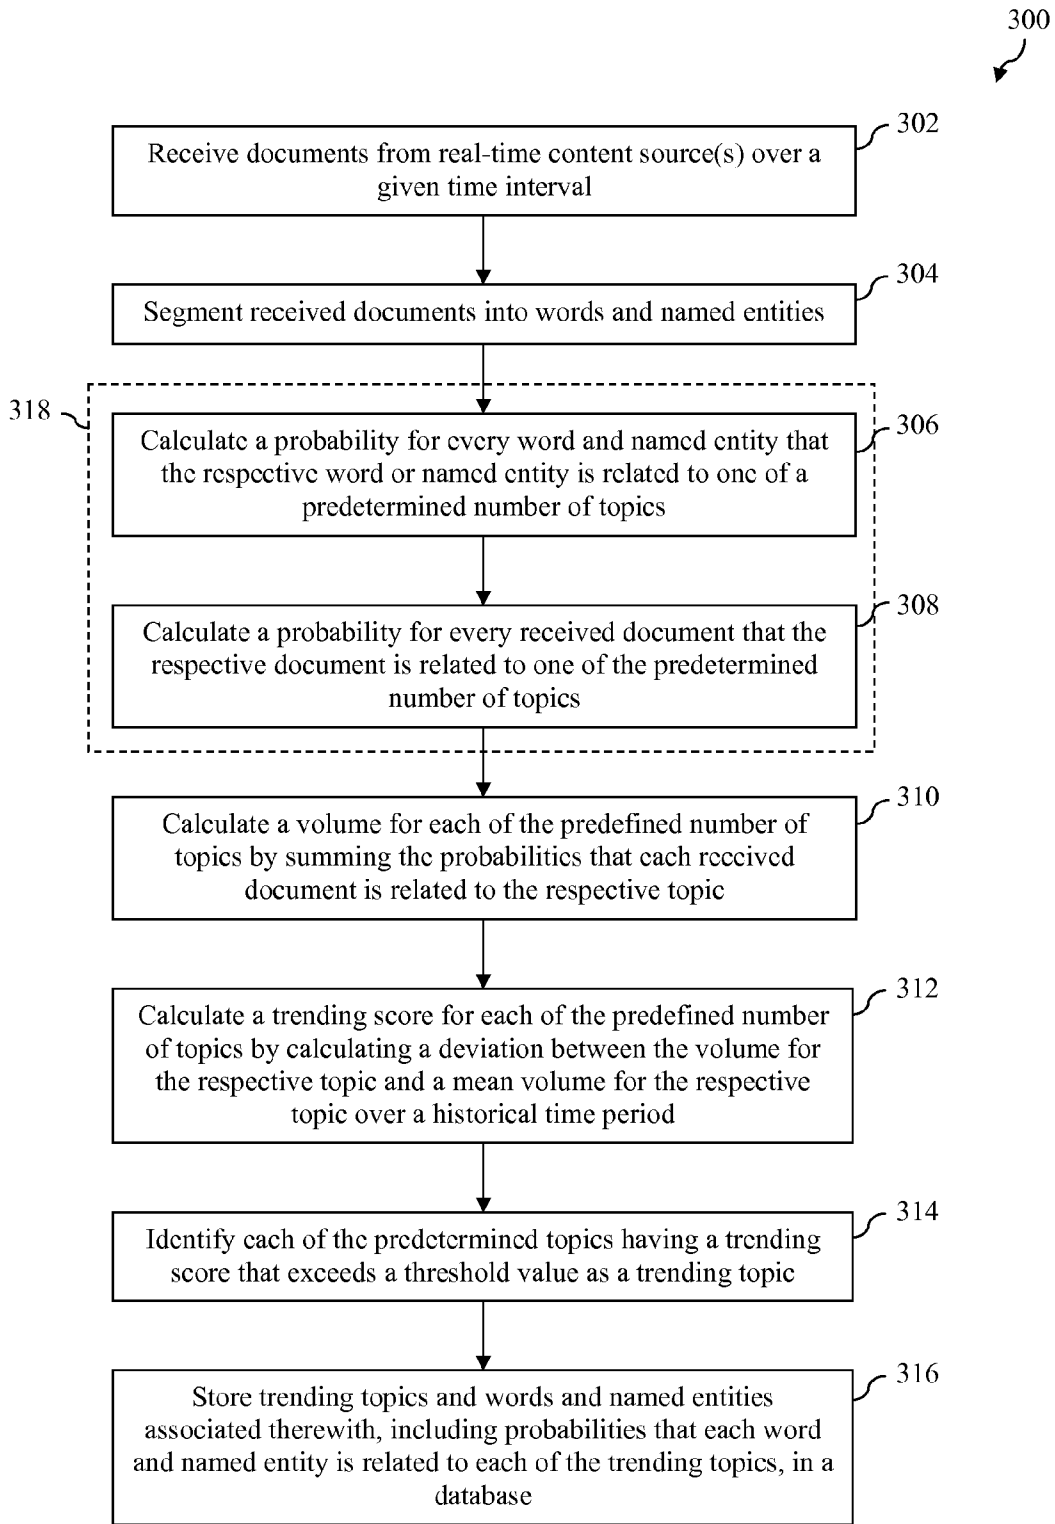 300
302
Receive documents from real-time content source(s) over a
given time interval
304
Segment received documents into words and named entities
318
306
Calculate a probability for every word and named entity that
the respective word or named entity is related to one of a
predetermined number of topics
308
Calculate a probability for every received document that the
respective document is related to one of the predetermined
number of topics
310
Calculate a volume for each of the predefined number of
topics by summing the probabilities that each received
document is related to the respective topic
312
Calculate a trending score for each of the predefined number
of topics by calculating a deviation between the volume for
the respective topic and a mean volume for the respective
topic over a historical time period
314
Identify each of the predetermined topics having a trending
score that exceeds a threshold value as a trending topic
316
Store trending topics and words and named entities
associated therewith, including probabilities that each word
and named entity is related to each of the trending topics, in a
database